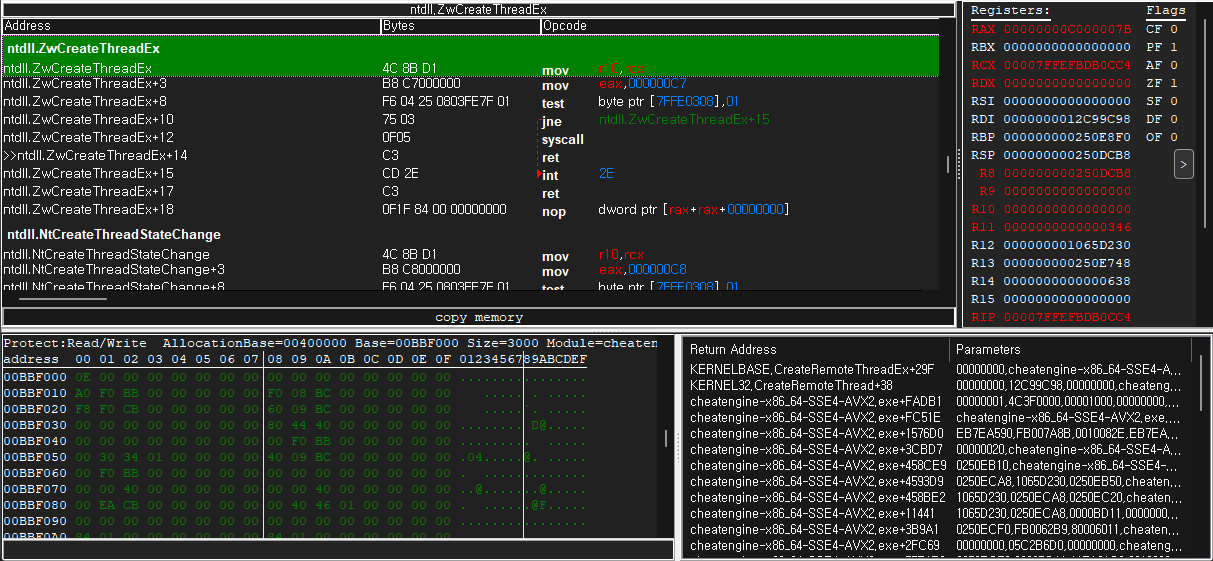 ntdll.ZwCreateThreadEx
Address Bytes Opcode
ntdll.ZwCreateThreadEx
ntdll.ZwCreateThreadEx 4C 8B D1 mov r10,rcx
ntdll.ZwCreateThreadEx+3 B8 C7000000 mov eax,000000C7
ntdll.ZwCreateThreadEx+8 F6 04 25 0803FE7F 01 test byte ptr [7FFE0308],01
ntdll.ZwCreateThreadEx+10 75 03 jne ntdll.ZwCreateThreadEx+15
ntdll.ZwCreateThreadEx+12 0F05 syscall
>>ntdll.ZwCreateThreadEx+14 C3 ret
ntdll.ZwCreateThreadEx+15 CD 2E int 2E
ntdll.ZwCreateThreadEx+17 C3 ret
ntdll.ZwCreateThreadEx+18 0F1F 84 00 00000000 nop dword ptr [rax+rax+00000000]
ntdll.NtCreateThreadStateChange
ntdll.NtCreateThreadStateChange 4C 8B D1 mov r10,rcx
ntdll.NtCreateThreadStateChange+3 B8 C8000000 mov eax,000000C8
ntdll.NtCreateThreadStateChange+8 F6 04 25 0803FE7F 01 test byte ptr [7FFE0308],01
copy memory
Registers: Flags
RAX 00000000C000007B CF 0
RBX 0000000000000000 PF 1
RCX 00007FFEFBDB0CC4 AF 0
RDX 0000000000000000 ZF 1
RSI 0000000000000000 SF 0
RDI 0000000012C99C98 DF 0
RBP 000000000250E8F0 OF 0
RSP 000000000250DCB8
R8 000000000250DCB8
>
R9 0000000000000000
R10 0000000000000000
R11 0000000000000346
R12 000000001065D230
R13 000000000250E748
R14 0000000000000638
R15 0000000000000000
RIP 00007FFEFBDB0CC4
Protect:Read/Write AllocationBase=00400000 Base=00BBF000 Size=3000 Module=cheaten
address 00 01 02 03 04 05 06 07 08 09 0A 0B 0C 0D 0E 0F 0123456789ABCDEF
00BBF000 0E 00 00 00 00 00 00 00 00 00 00 00 00 00 00 00
00BBF010 A0 F0 BB 00 00 00 00 00 F0 08 BC 00 00 00 00 00
00BBF020 F8 F0 CB 00 00 00 00 00 60 09 BC 00 00 00 00 00
00BBF030 00 00 00 00 00 00 00 00 80 44 40 00 00 00 00 00 D@
00BBF040 00 00 00 00 00 00 00 00 00 F0 BB 00 00 00 00 00
00BBF050 00 30 34 01 00 00 00 00 40 09 BC 00 00 00 00 00 .04.....@.
00BBF060 00 F0 BB 00 00 00 00 00 00 00 00 00 00 00 00 00
00BBF070 00 00 40 00 00 00 00 00 00 00 40 00 00 00 00 00 ..@.......@.....
00BBF080 00 EA CB 00 00 00 00 00 00 40 46 01 00 00 00 00 @F
00BBF090 00 00 00 00 00 00 00 00 00 00 00 00 00 00 00 00
00BBF0A0 84 01 00 00 00 00 00 00 84 01 00 00 00 00 00 00
Return Address Parameters
KERNELBASE,CreateRemoteThreadEx+29F 00000000,cheatengine-x86_64-SSE4-A,,,
KERNEL32,CreateRemoteThread+38 00000000,12C99C98,00000000,cheateng,,,
cheatengine-x86_64-SSE4-AVX2,exe+FADB1 00000001,4C3F0000,00001000,00000000,,,
cheatengine-x86_64-SSE4-AVX2,exe+FC51E cheatengine-x86_64-SSE4-AVX2,exe,,,
cheatengine-x86_64-SSE4-AVX2,exe+1576D0 EB7EA590,FB007A8B,0010082E,EB7EA,,,
cheatengine-x86_64-SSE4-AVX2,exe+3CBD7 00000020,cheatengine-x86_64-SSE4-A,,,
cheatengine-x86_64-SSE4-AVX2,exe+458CE9 0250EB10,cheatengine-x86_64-SSE4-,,,
cheatengine-x86_64-SSE4-AVX2,exe+4593D9 0250ECA8,1065D230,0250EB50,cheaten,,,
cheatengine-x86_64-SSE4-AVX2,exe+458BE2 1065D230,0250ECA8,0250EC20,cheaten,,,
cheatengine-x86_64-SSE4-AVX2,exe+11441 1065D230,0250ECA8,0000BD11,0000000,,,
cheatengine-x86_64-SSE4-AVX2,exe+3B9A1 0250ECF0,FB0062B9,80006011,cheaten,,,
cheatengine-x86_64-SSE4-AVX2,exe+2FC69 00000000,05C2B6D0,00000000,cheateng,,,